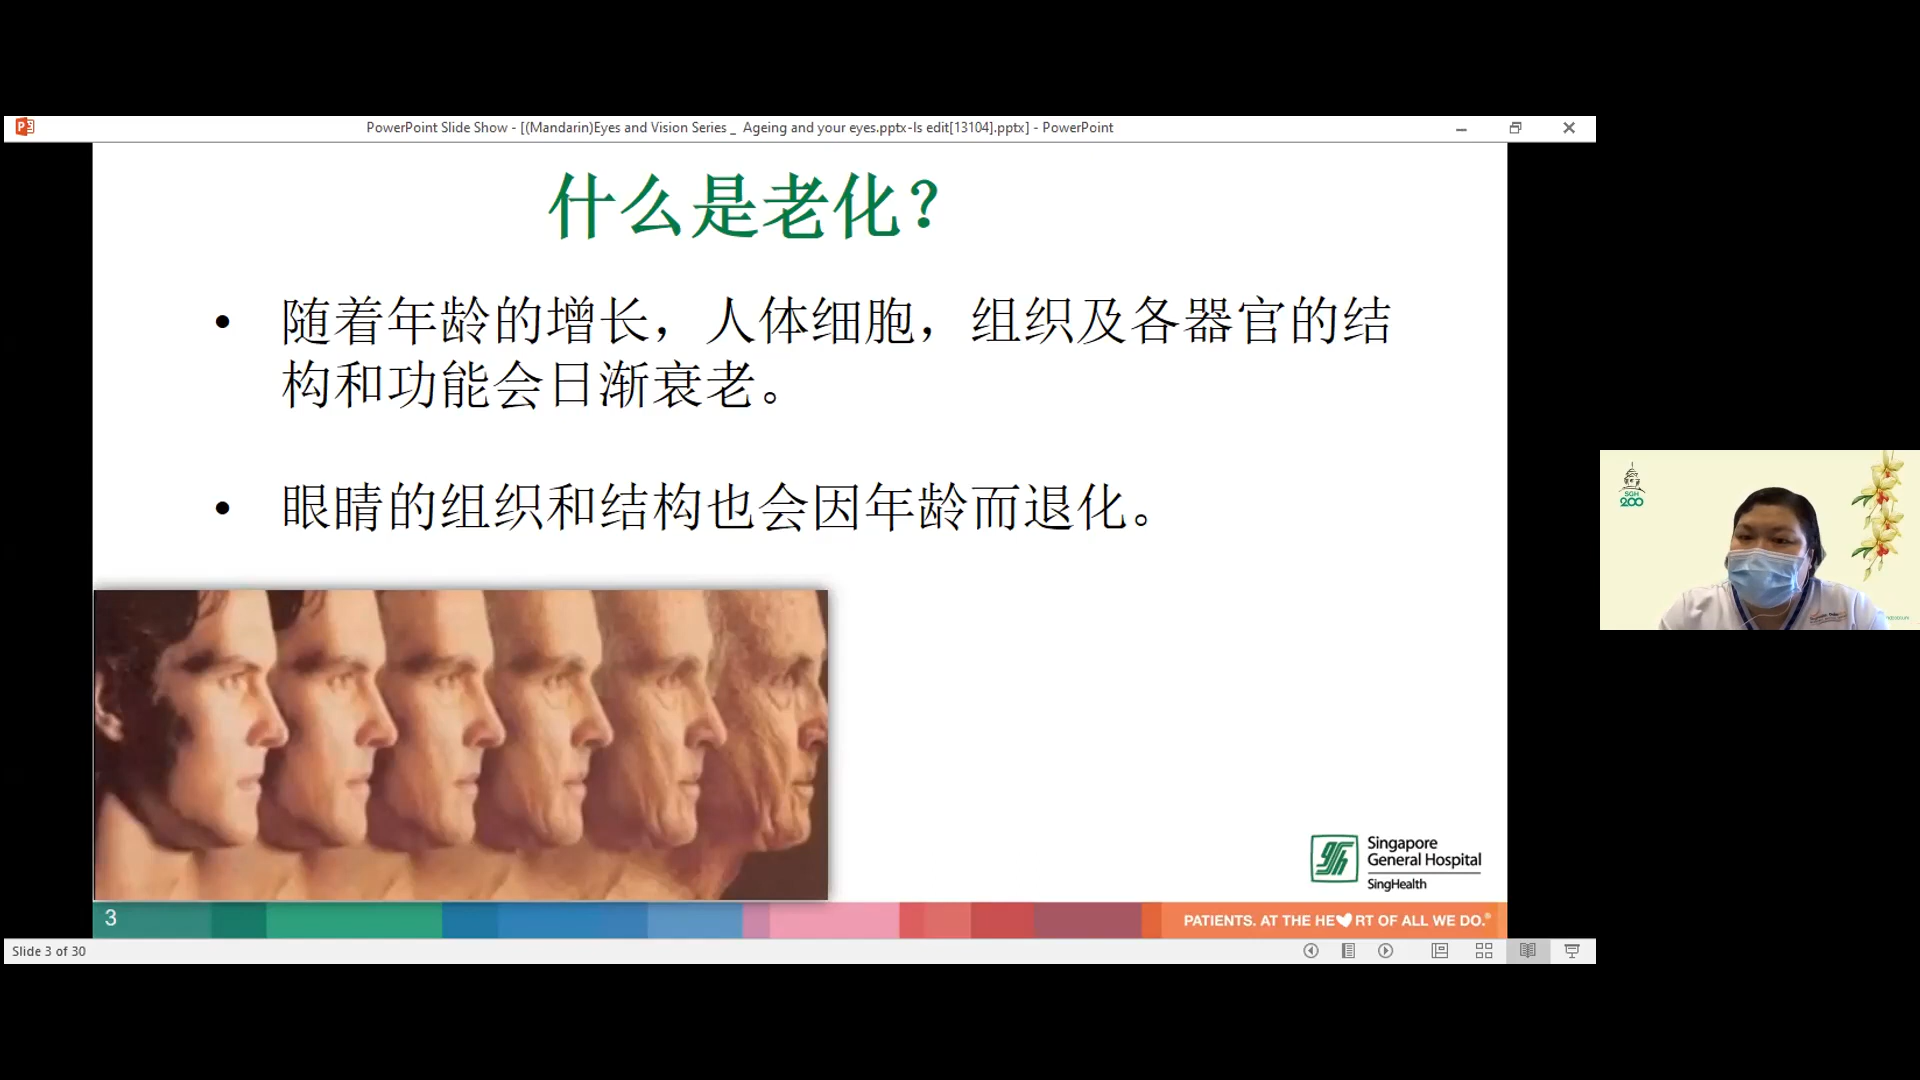 PowerPoint Slide Show - [(Mandarin)Eyes and Vision Series _  Ageing and your eyes.pptx-ls edit[13104].pptx] - PowerPoint
什么是老化？
• 随着年龄的增长，人体细胞，组织及各器官的结
构和功能会日渐衰老。
• 眼睛的组织和结构也会因年龄而退化。
SGH
200
Singapore
General Hospital
SingHealth
3
PATIENTS. AT THE HE❤RT OF ALL WE DO.®
Slide 3 of 30